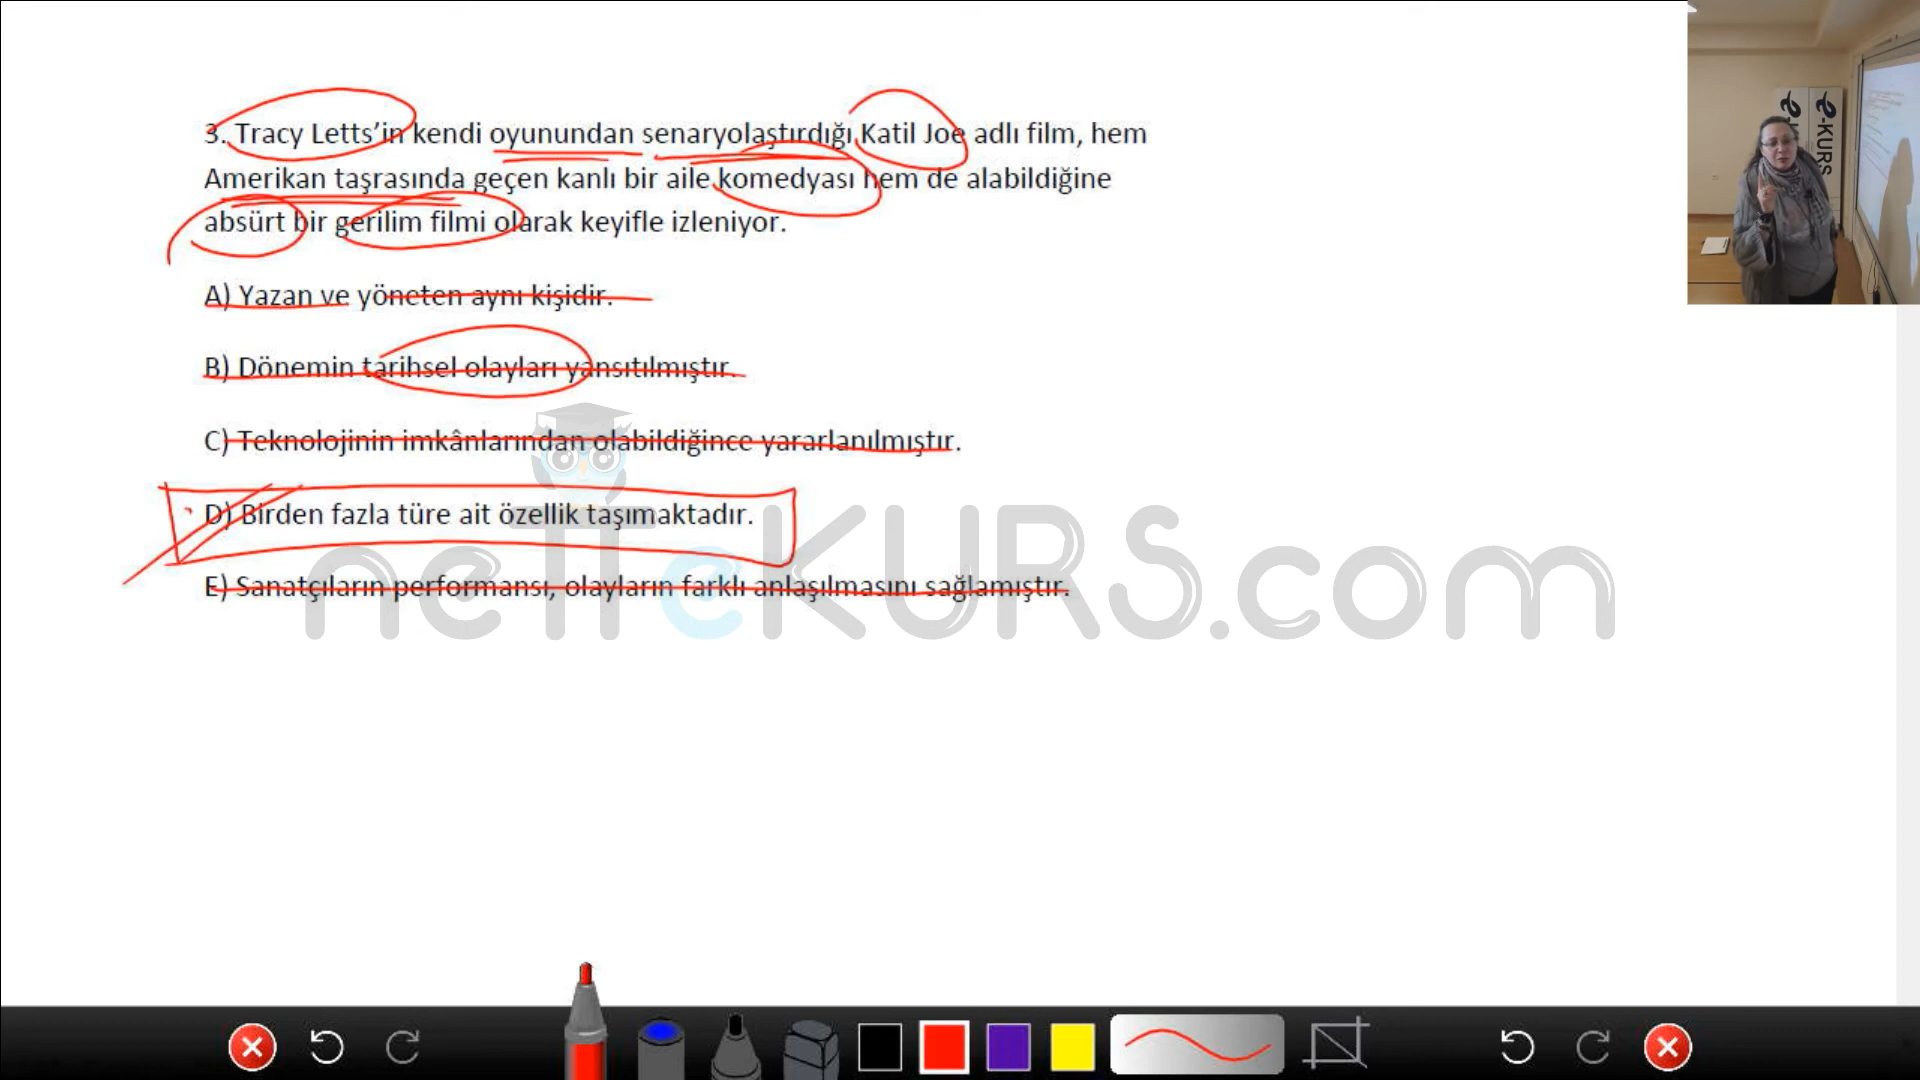 3. Tracy Letts’in kendi oyunundan senaryolaştırdığı Katil Joe adlı film, hem
Amerikan taşrasında geçen kanlı bir aile komedyası hem de alabildiğine
absürt bir gerilim filmi olarak keyifle izleniyor.
A) Yazan ve yöneten aynı kişidir.
B) Dönemin tarihsel olayları yansıtılmıştır.
C) Teknolojinin imkânlarından olabildiğince yararlanılmıştır.
D) Birden fazla türe ait özellik taşımaktadır.
E) Sanatçıların performansı, olayların farklı anlaşılmasını sağlamıştır.
neTTeKURS.com
e-KURS